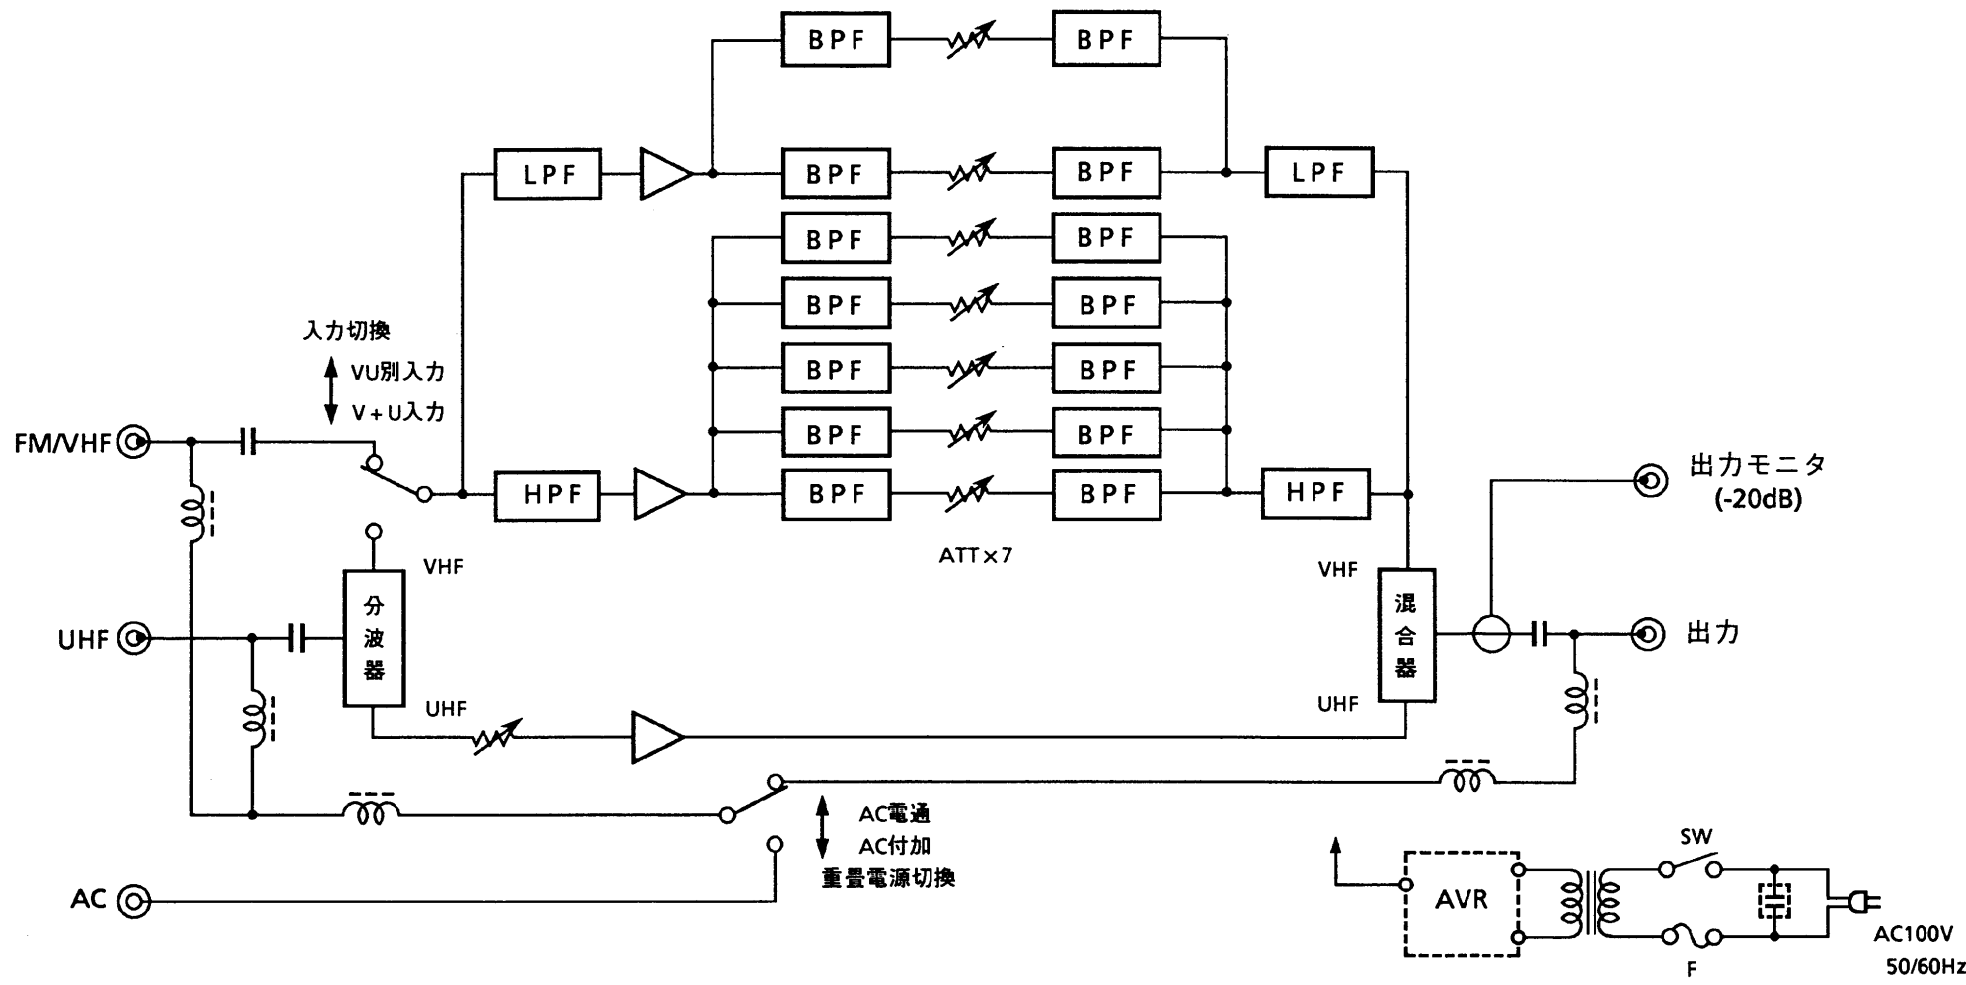 BPF BPF
LPF BPF BPF LPF
BPF BPF
BPF BPF
BPF BPF
BPF BPF
HPF BPF BPF HPF
ATT×7
入力切換
VU別入力
V+U入力
FM/VHF
VHF
分波器
UHF
UHF
VHF
混合器
UHF
出力モニタ
(-20dB)
出力
AC電通
AC付加
重畳電源切換
AC
AVR
SW
F
AC100V
50/60Hz